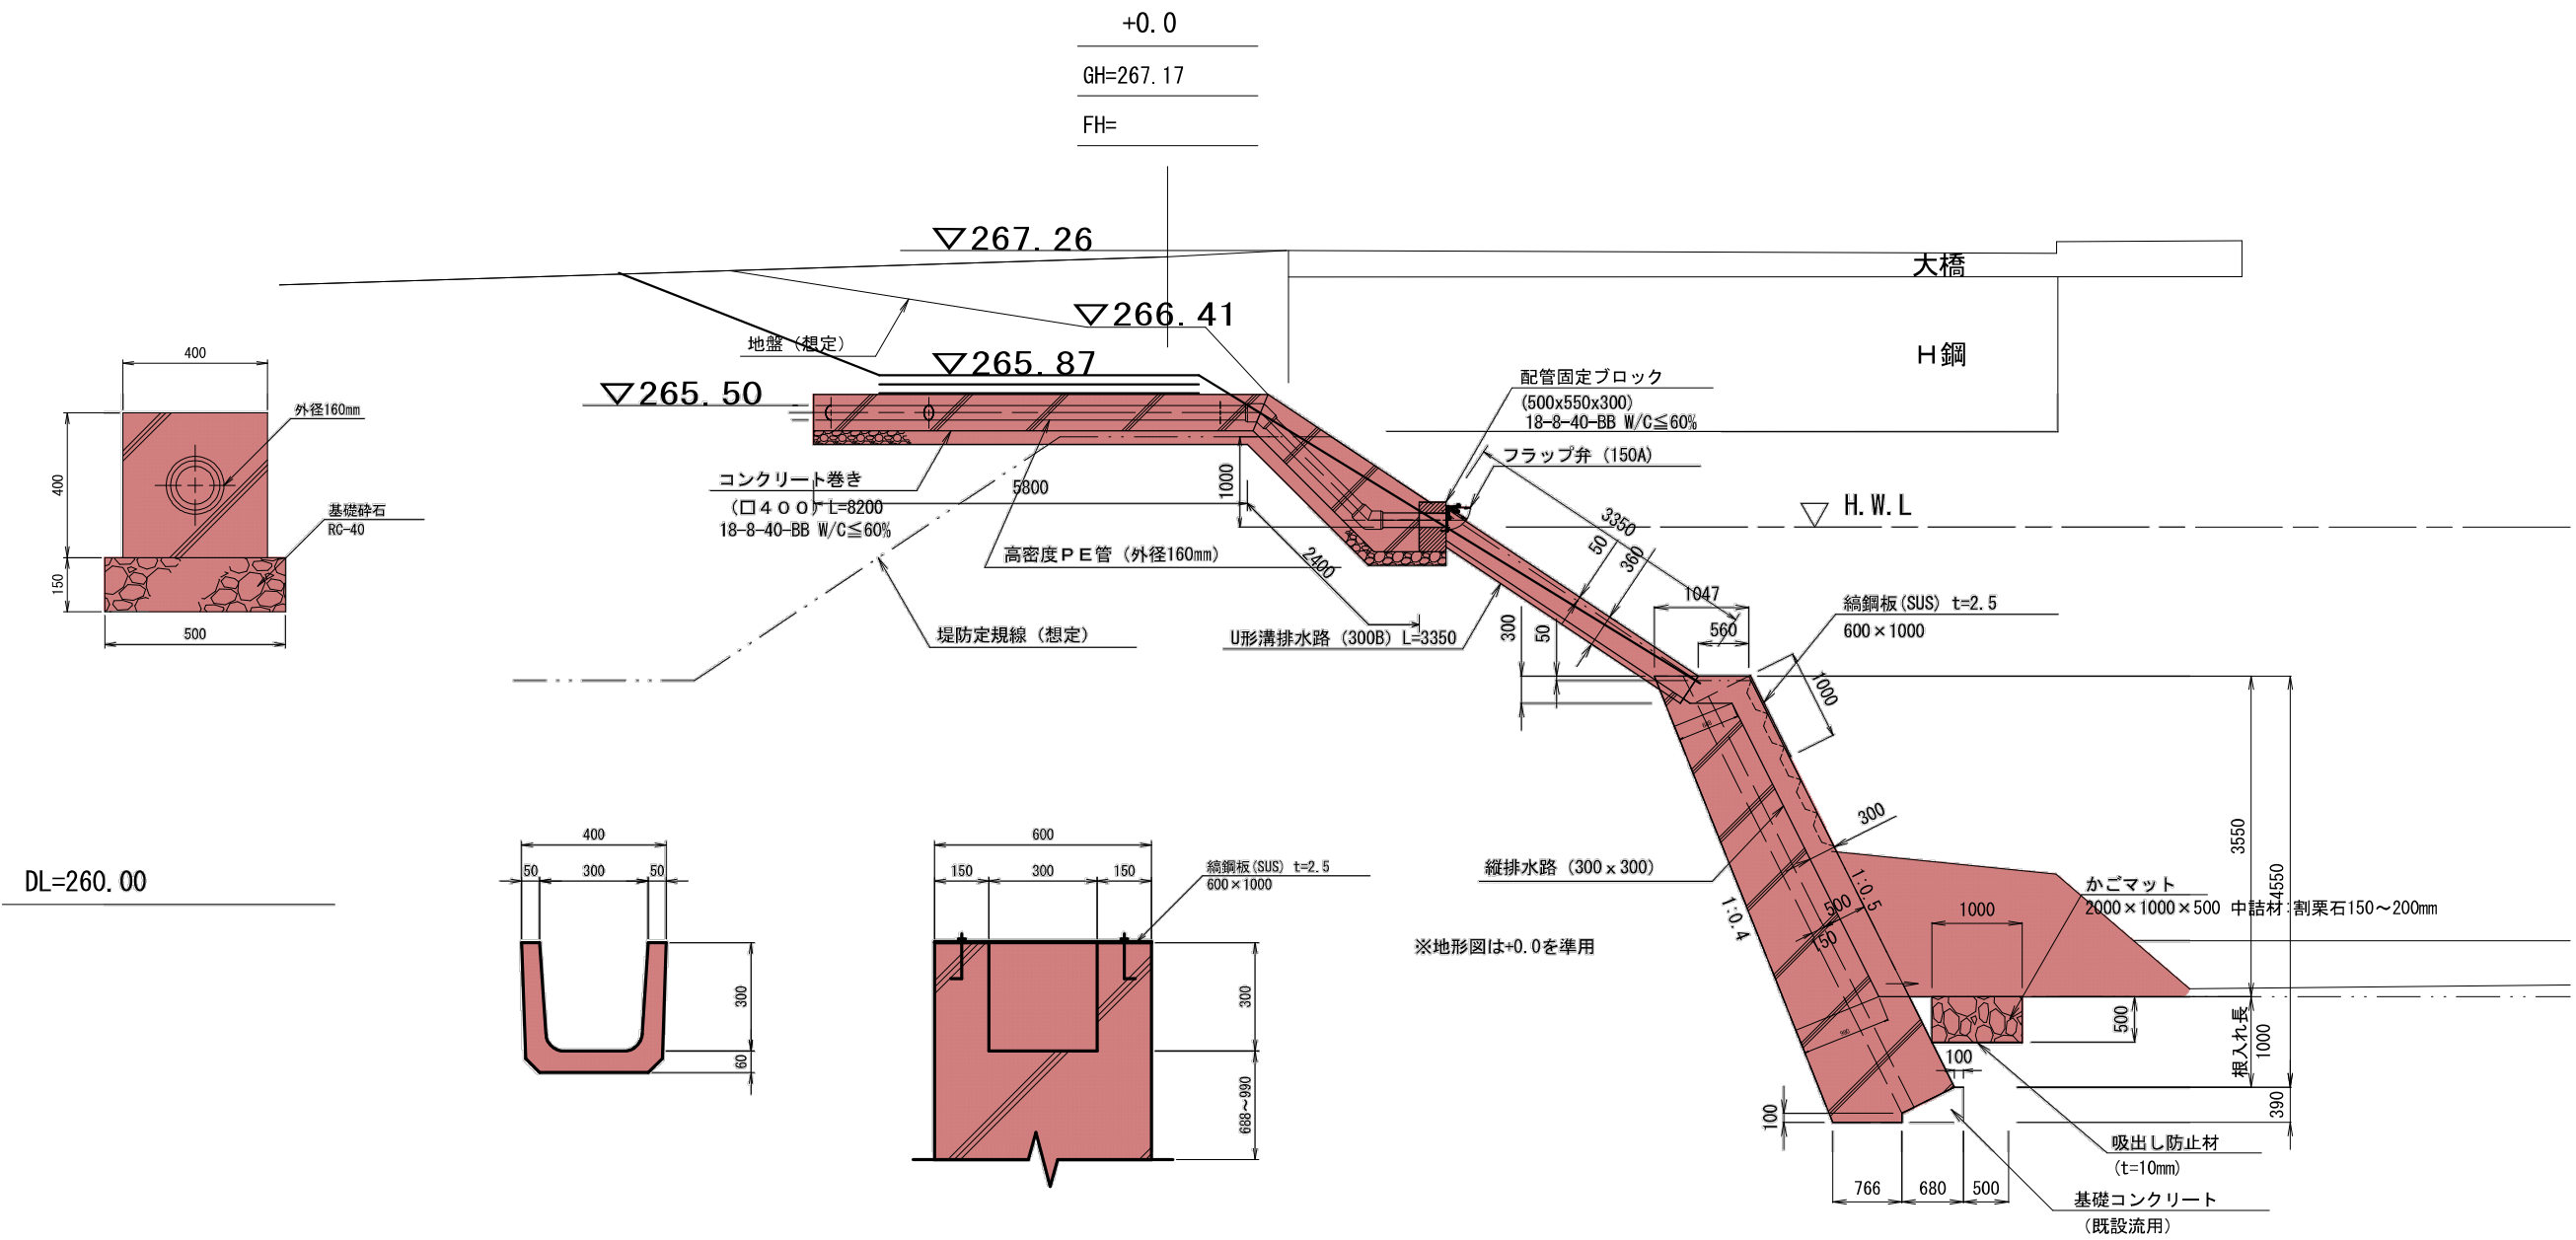 +0.0
GH=267.17
FH=
▽267.26
大橋
▽266.41
地盤（想定）
▽265.87
H鋼
▽265.50
400
外径160mm
400
基礎砕石
RC-40
150
500
配管固定ブロック
(500x550x300)
18-8-40-BB W/C≦60%
フラップ弁（150A）
コンクリート巻き
（口４００）L=8200
18-8-40-BB W/C≦60%
5800
1000
高密度ＰＥ管（外径160mm）
2400
堤防定規線（想定）
U形溝排水路（300B）L=3350
▽ H.W.L
3350
50
360
1047
560
300
50
縞鋼板(SUS) t=2.5
600×1000
1000
300
縦排水路（300ｘ300）
1:0.4
1:0.5
500
150
※地形図は+0.0を準用
3550
4550
かごマット
2000×1000×500 中詰材:割栗石150～200mm
1000
500
根入れ長
1000
100
390
100
吸出し防止材
(t=10mm)
766
680
500
基礎コンクリート
（既設流用）
DL=260.00
400
50
300
50
300
60
600
150
300
150
縞鋼板(SUS) t=2.5
600×1000
300
688~990